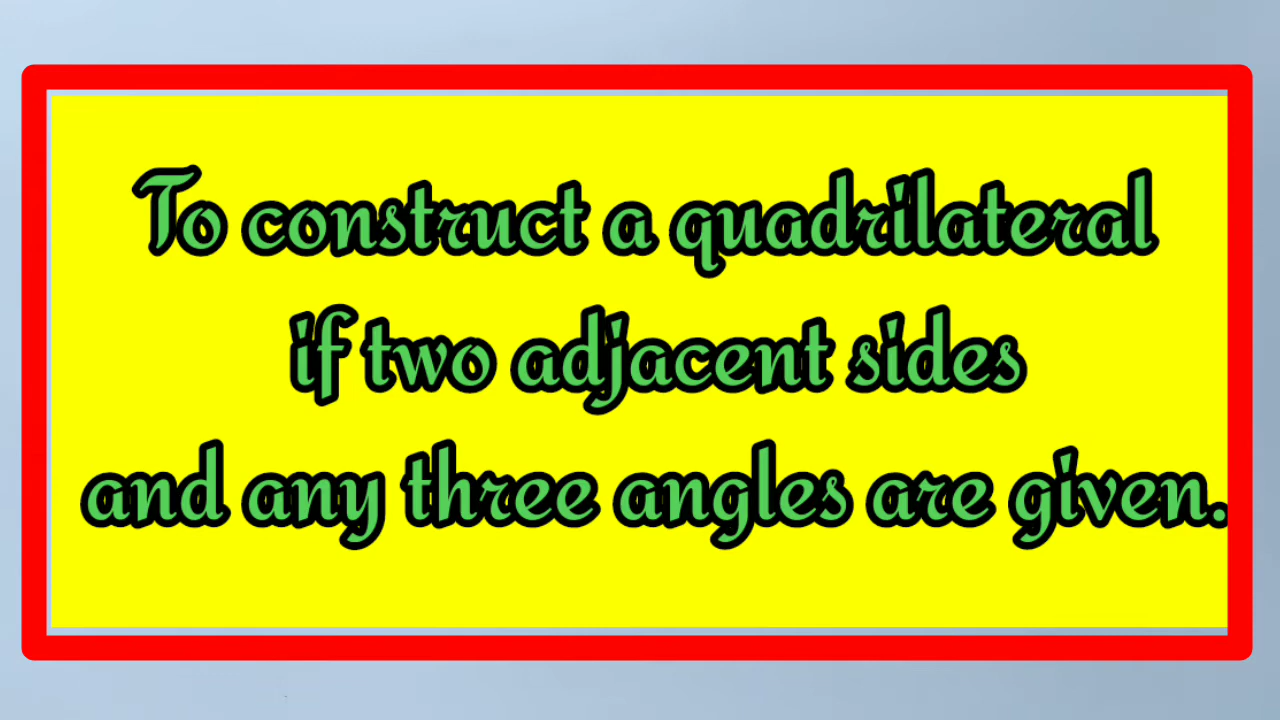 To construct a quadrilateral
if two adjacent sides
and any three angles are given.